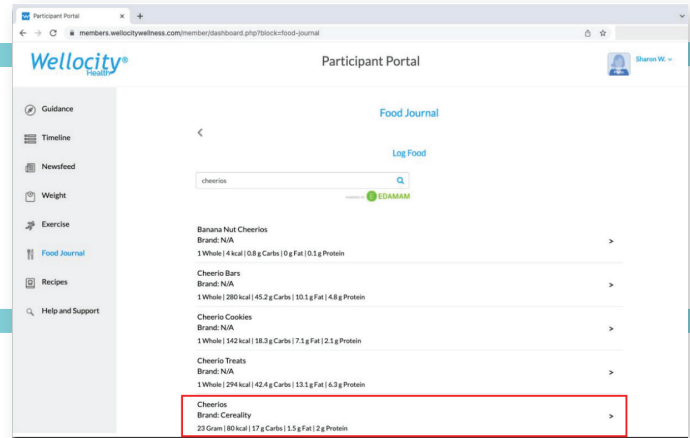 Participant Portal
members.wellocitywellness.com/member/dashboard.php?block=food-journal
Wellocity®
Health
Participant Portal
Sharon W.
Guidance
Timeline
Newsfeed
Weight
Exercise
Food Journal
Recipes
Help and Support
Food Journal
Log Food
cheerios
EDAMAM
Banana Nut Cheerios
Brand: N/A
1 Whole | 4 kcal | 0.8 g Carbs | 0 g Fat | 0.1 g Protein
Cheerio Bars
Brand: N/A
1 Whole | 280 kcal | 45.2 g Carbs | 10.1 g Fat | 4.8 g Protein
Cheerio Cookies
Brand: N/A
1 Whole | 142 kcal | 18.3 g Carbs | 7.1 g Fat | 2.1 g Protein
Cheerio Treats
Brand: N/A
1 Whole | 294 kcal | 42.4 g Carbs | 13.1 g Fat | 6.3 g Protein
Cheerios
Brand: Cereality
23 Gram | 80 kcal | 17 g Carbs | 1.5 g Fat | 2 g Protein